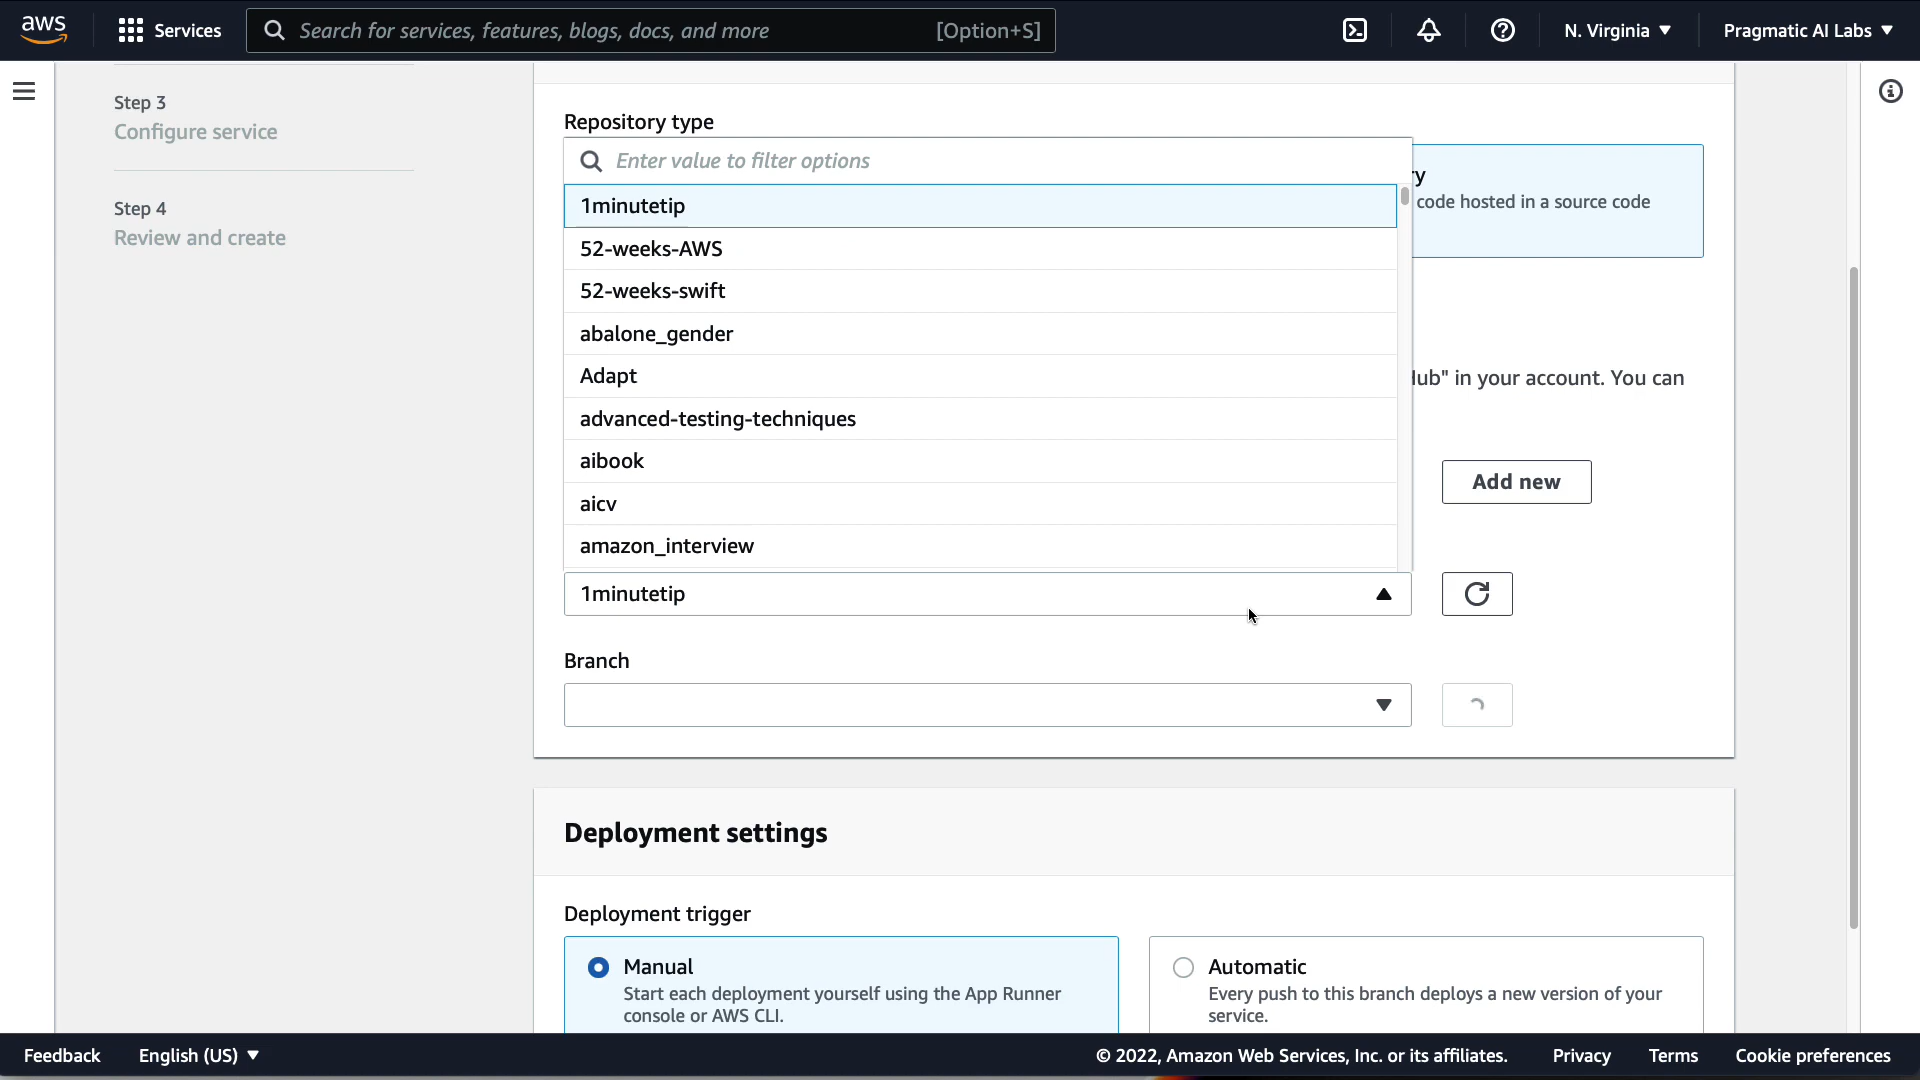 aws
Services
Search for services, features, blogs, docs, and more
[Option+S]
N. Virginia
Pragmatic AI Labs
Step 3
Configure service
Step 4
Review and create
Repository type
Enter value to filter options
1minutetip
52-weeks-AWS
52-weeks-swift
abalone_gender
Adapt
advanced-testing-techniques
aibook
aicv
amazon_interview
ry
code hosted in a source code
Hub" in your account. You can
Add new
1minutetip
Branch
Deployment settings
Deployment trigger
Manual
Start each deployment yourself using the App Runner
console or AWS CLI.
Automatic
Every push to this branch deploys a new version of your
service.
Feedback
English (US)
© 2022, Amazon Web Services, Inc. or its affiliates.
Privacy
Terms
Cookie preferences